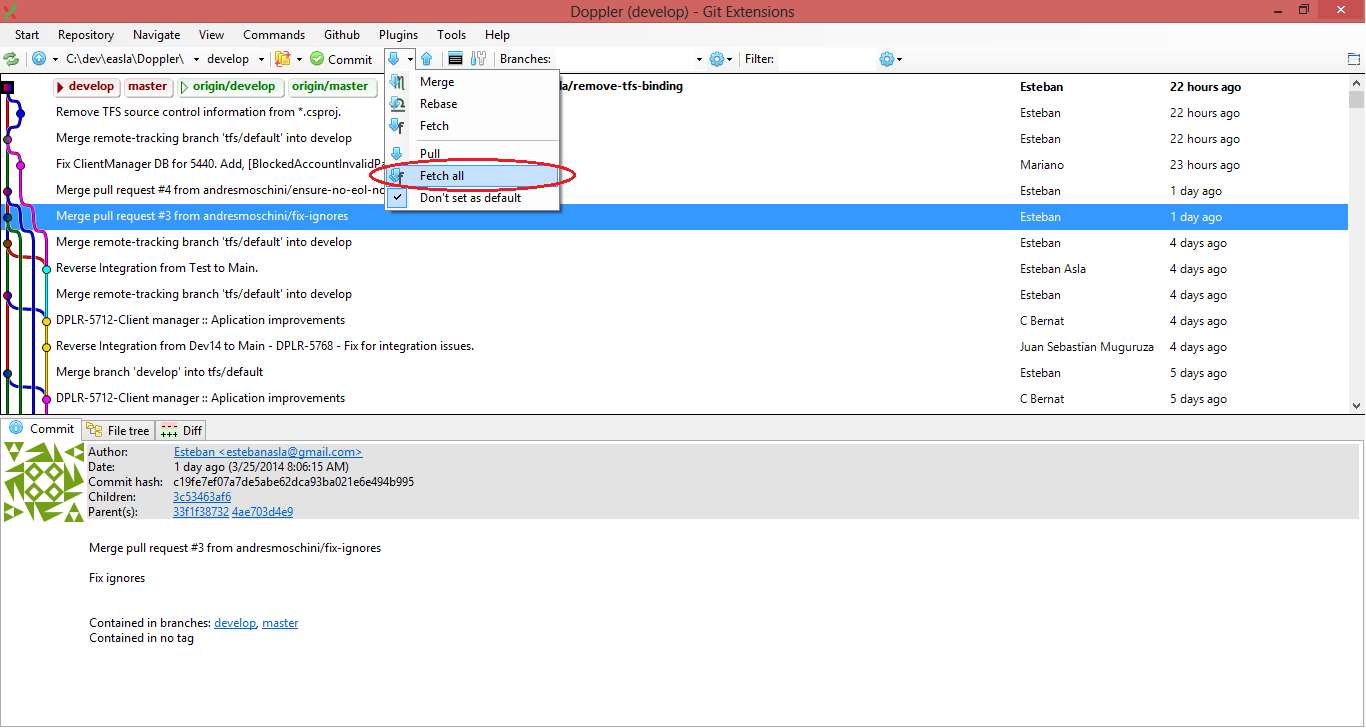 Doppler (develop) - Git Extensions
Start Repository Navigate View Commands Github Plugins Tools Help
C:\dev\easla\Doppler\ develop Commit Branches: Filter:
develop master origin/develop origin/master la/remove-tfs-binding Esteban 22 hours ago
Remove TFS source control information from *.csproj. Esteban 22 hours ago
Merge remote-tracking branch 'tfs/default' into develop Esteban 22 hours ago
Fix ClientManager DB for 5440. Add, [BlockedAccountInvalidPa Mariano 23 hours ago
Merge pull request #4 from andresmoschini/ensure-no-eol-no Esteban 1 day ago
Merge pull request #3 from andresmoschini/fix-ignores Esteban 1 day ago
Merge remote-tracking branch 'tfs/default' into develop Esteban 4 days ago
Reverse Integration from Test to Main. Esteban Asla 4 days ago
Merge remote-tracking branch 'tfs/default' into develop Esteban 4 days ago
DPLR-5712-Client manager :: Aplication improvements C Bernat 4 days ago
Reverse Integration from Dev14 to Main - DPLR-5768 - Fix for integration issues. Juan Sebastian Muguruza 4 days ago
Merge branch 'develop' into tfs/default Esteban 5 days ago
DPLR-5712-Client manager :: Aplication improvements C Bernat 5 days ago
Merge
Rebase
Fetch
Pull
Fetch all
Don't set as default
Commit File tree Diff
Author: Esteban <estebanasla@gmail.com>
Date: 1 day ago (3/25/2014 8:06:15 AM)
Commit hash: c19fe7ef07a7de5abe62dca93ba021e6e494b995
Children: 3c53463af6
Parent(s): 33f1f38732 4ae703d4e9
Merge pull request #3 from andresmoschini/fix-ignores
Fix ignores
Contained in branches: develop, master
Contained in no tag